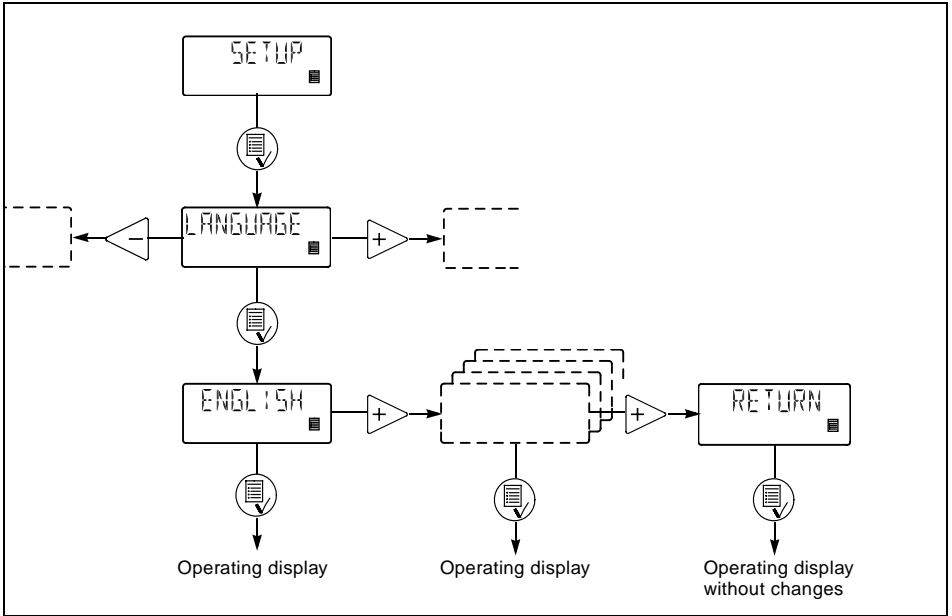 SETUP
LANGUAGE
ENGLISH
RETURN
Operating display
Operating display
Operating display
without changes